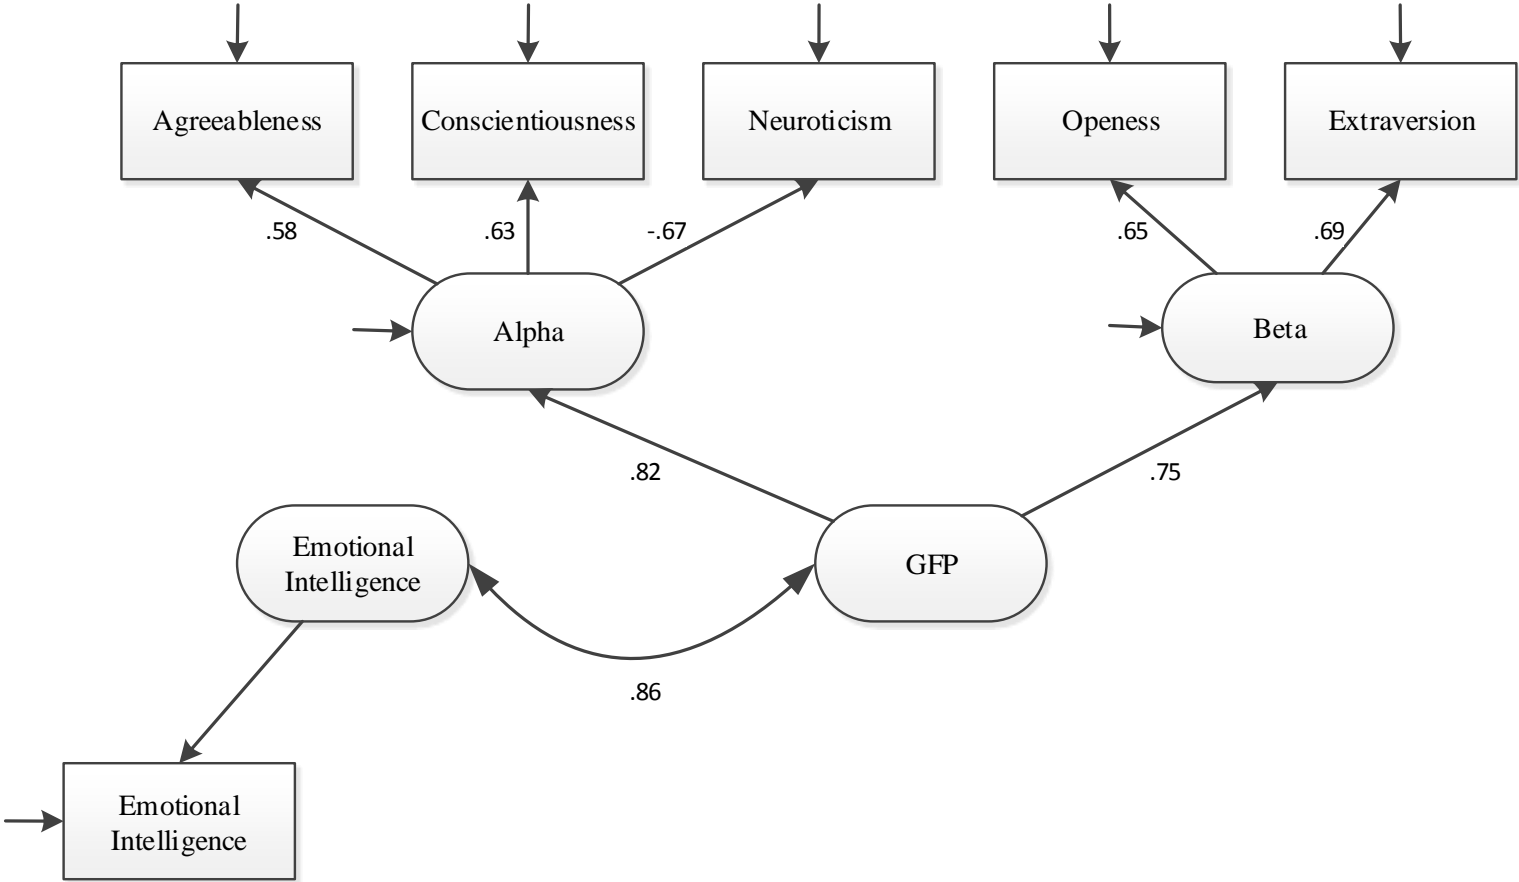 Agreeableness
Conscientiousness
Neuroticism
Openess
Extraversion
.58
.63
-.67
.65
.69
Alpha
Beta
.82
.75
Emotional
Intelligence
GFP
.86
Emotional
Intelligence